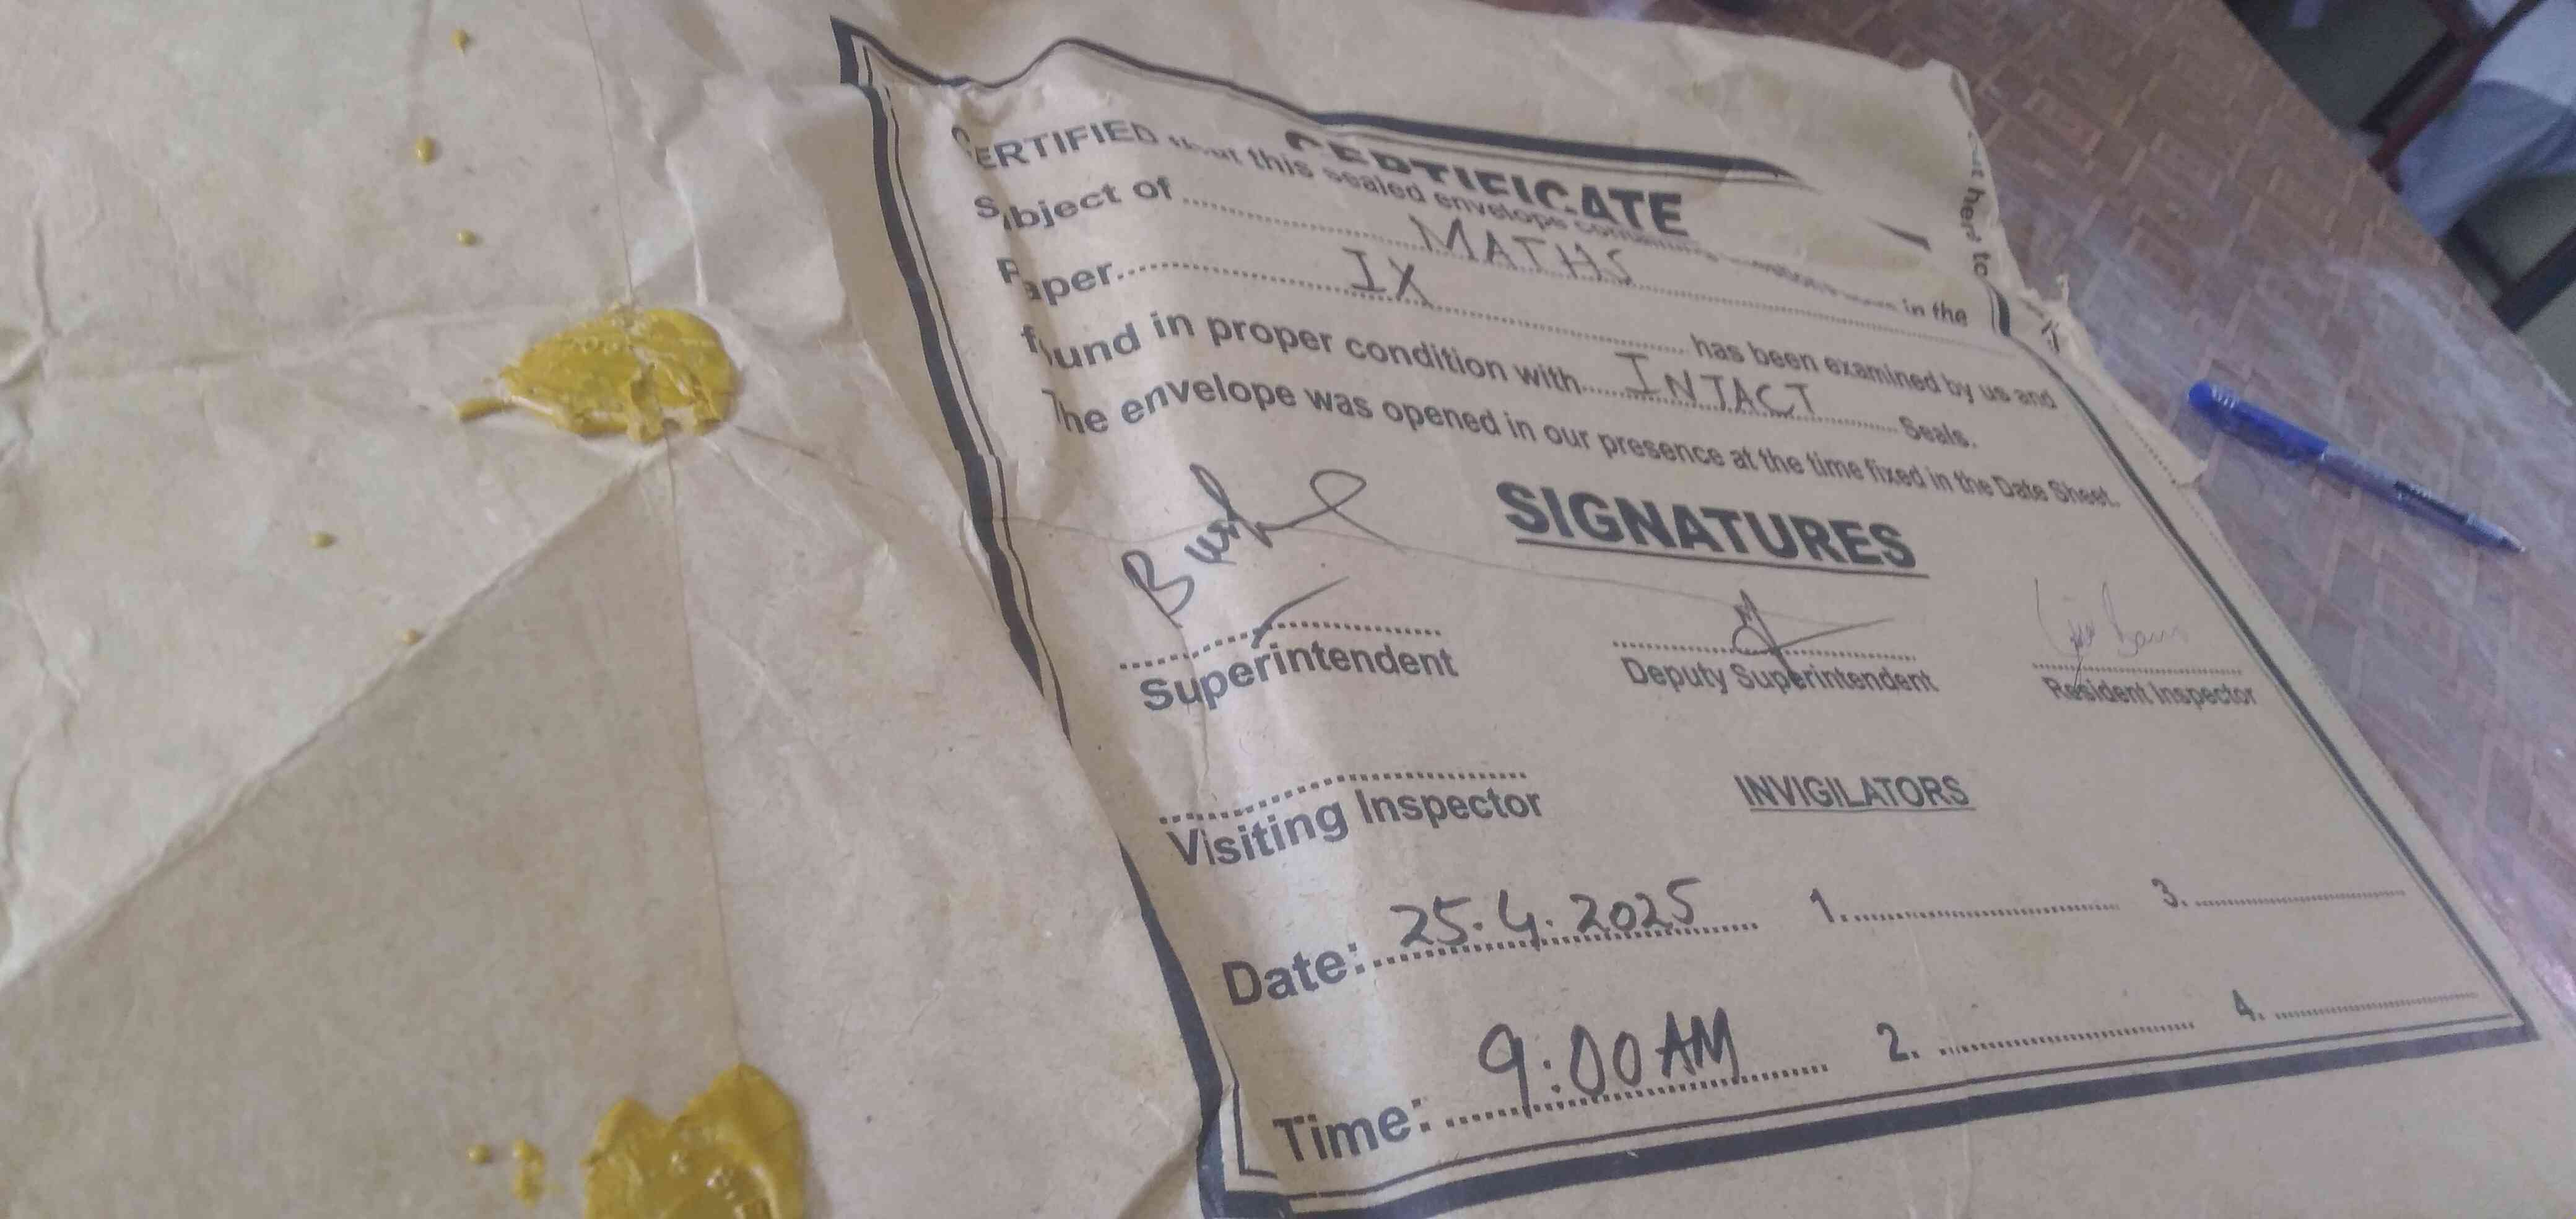 CERTIFICATE
CERTIFIED that this sealed envelope containing in the
Subject of MATHS
Paper IX has been examined by us and
found in proper condition with INTACT Seals.
The envelope was opened in our presence at the time fixed in the Date Sheet.
SIGNATURES
Superintendent Deputy Superintendent Resident Inspector
Visiting Inspector INVIGILATORS
Date: 25.4.2025 1. 3.
Time: 9:00 AM 2. 4.
here to